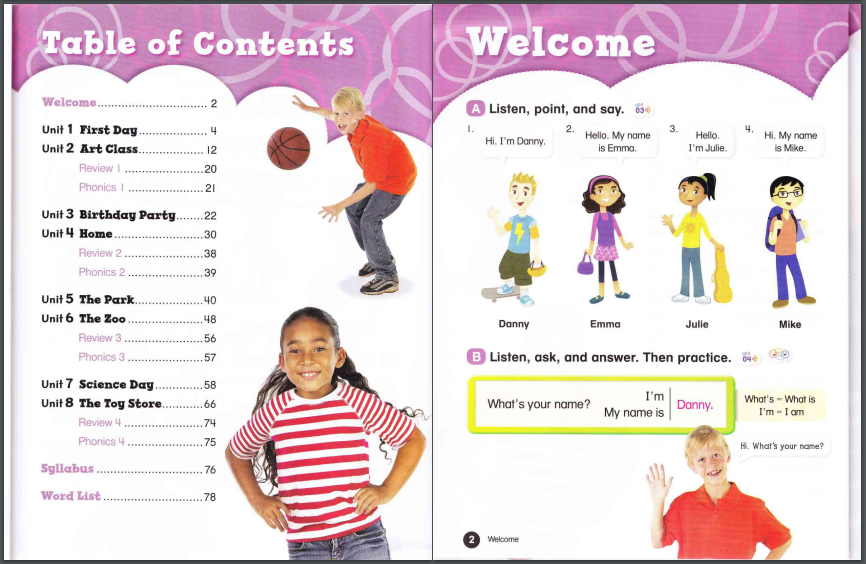 Table of Contents
Welcome 2
Unit 1 First Day 4
Unit 2 Art Class 12
Review 1 20
Phonics 1 21
Unit 3 Birthday Party 22
Unit 4 Home 30
Review 2 38
Phonics 2 39
Unit 5 The Park 40
Unit 6 The Zoo 48
Review 3 56
Phonics 3 57
Unit 7 Science Day 58
Unit 8 The Toy Store 66
Review 4 74
Phonics 4 75
Syllabus 76
Word List 78
Welcome
A Listen, point, and say.
03
1.
Hi. I'm Danny.
2.
Hello. My name
is Emma.
3.
Hello.
I'm Julie.
4.
Hi. My name
is Mike.
Danny
Emma
Julie
Mike
B Listen, ask, and answer. Then practice.
04
What's your name?
I'm
My name is
Danny.
What's = What is
I'm = I am
Hi. What's your name?
2 Welcome